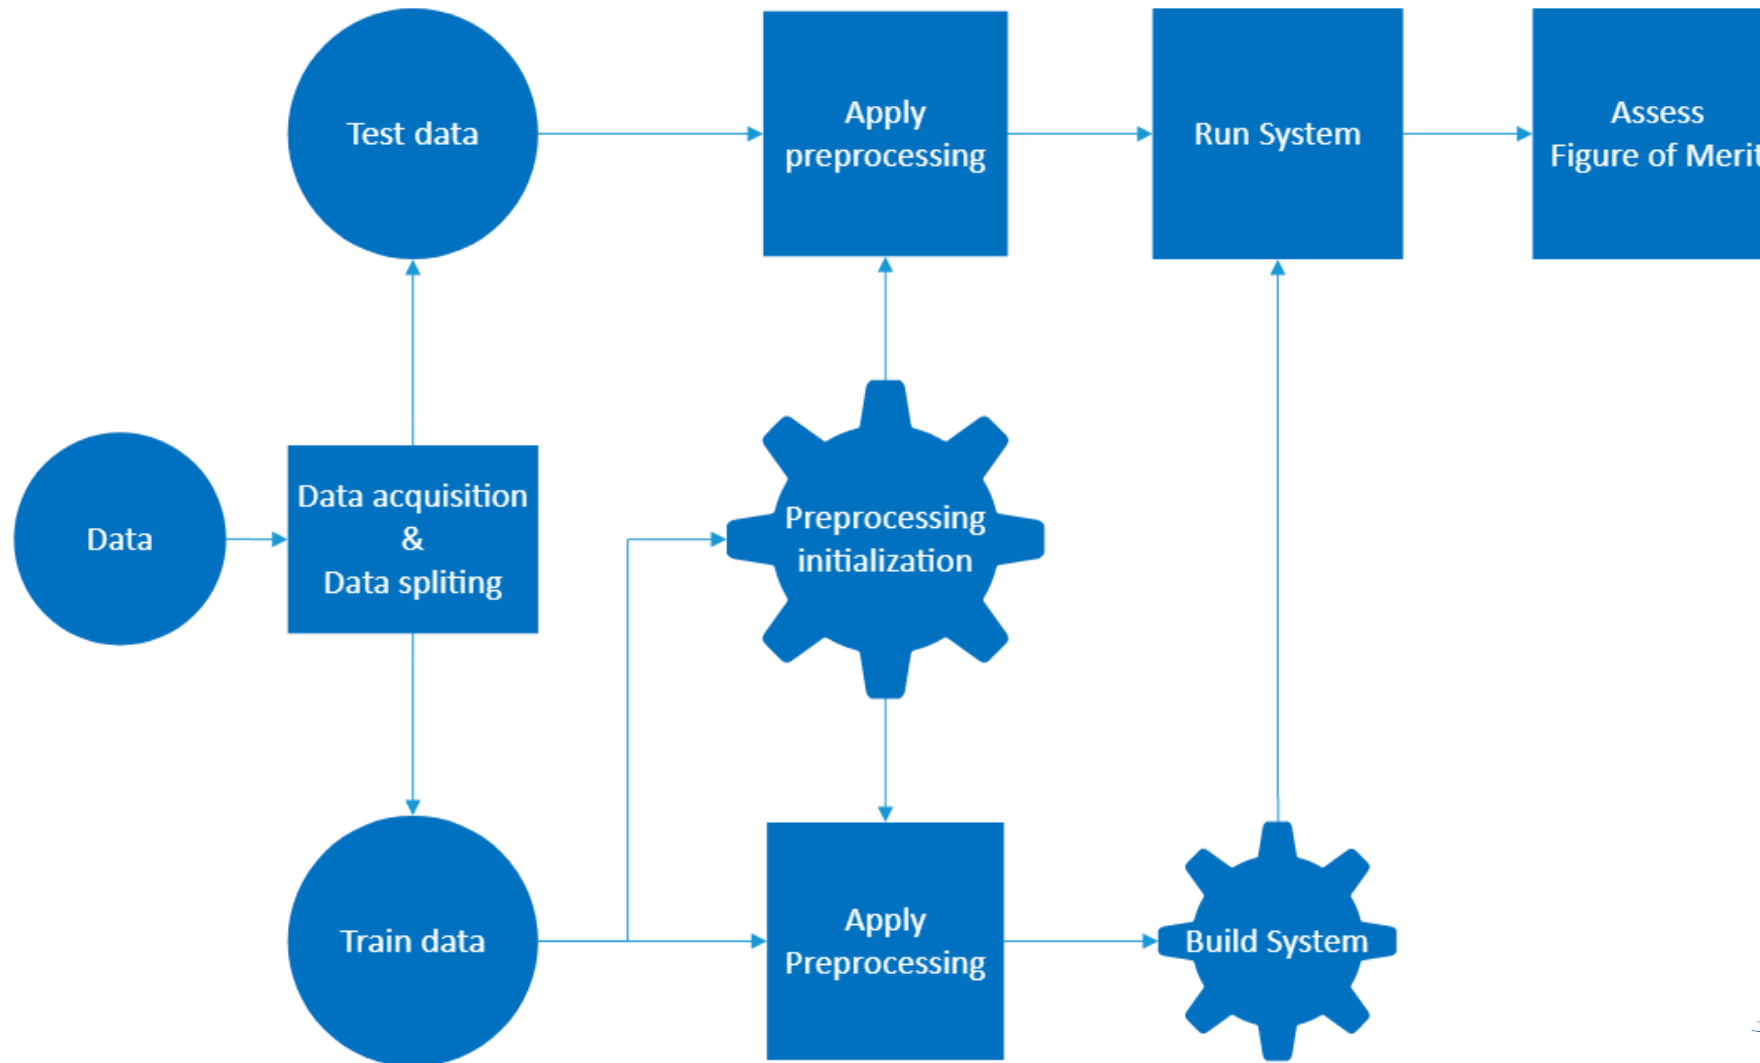 Test data
Apply
preprocessing
Run System
Assess
Figure of Merit
Data
Data acquisition
&
Data spliting
Preprocessing
initialization
Train data
Apply
Preprocessing
Build System